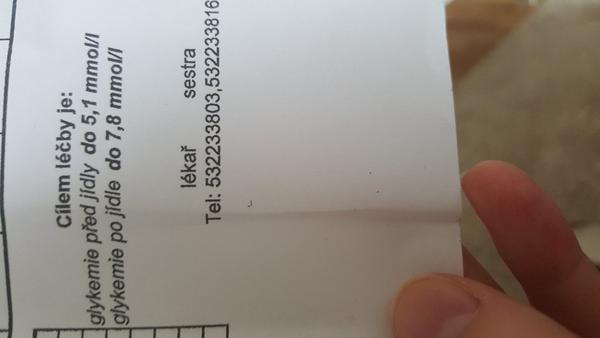 Cílem léčby je:
glykemie před jídly do 5,1 mmol/l
glykemie po jídle do 7,8 mmol/l
lékař sestra
Tel: 532233803,532233816